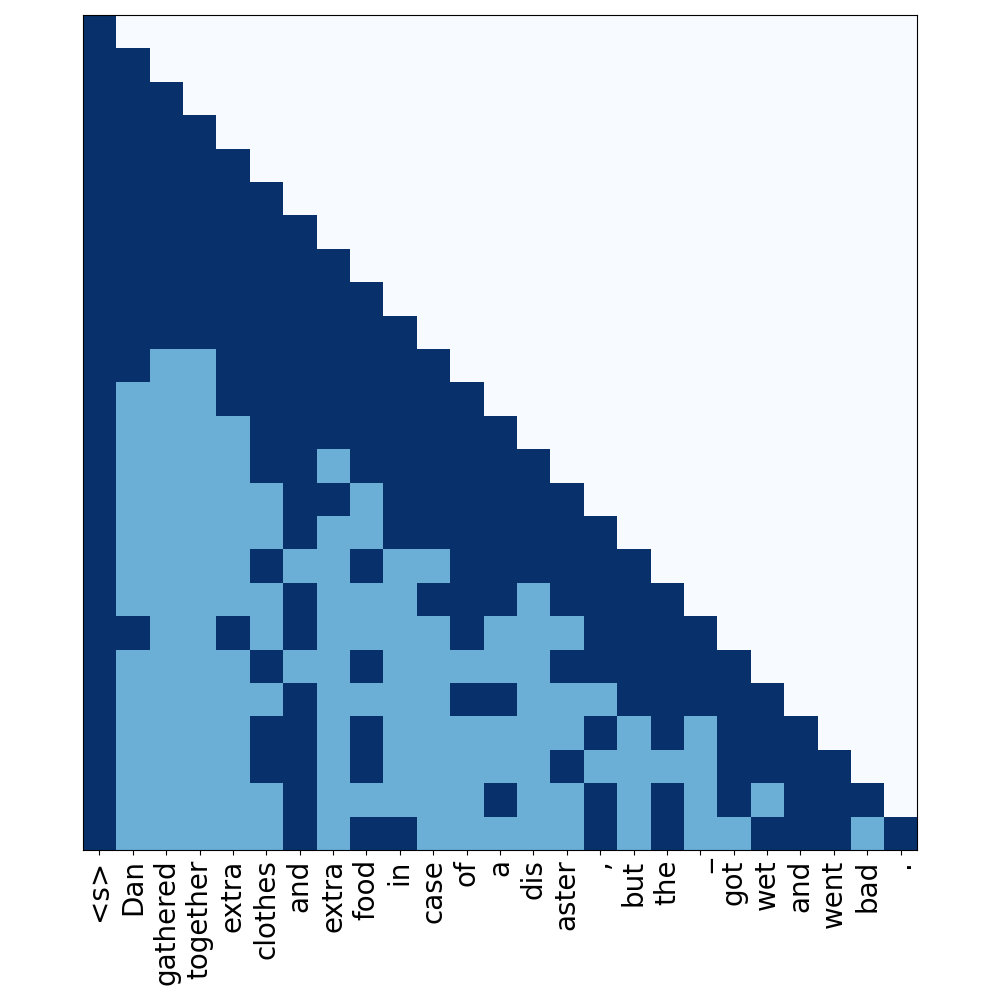 <s>
Dan
gathered
together
extra
clothes
and
extra
food
in
case
of
a
dis
aster
,
but
the
_
got
wet
and
went
bad
.